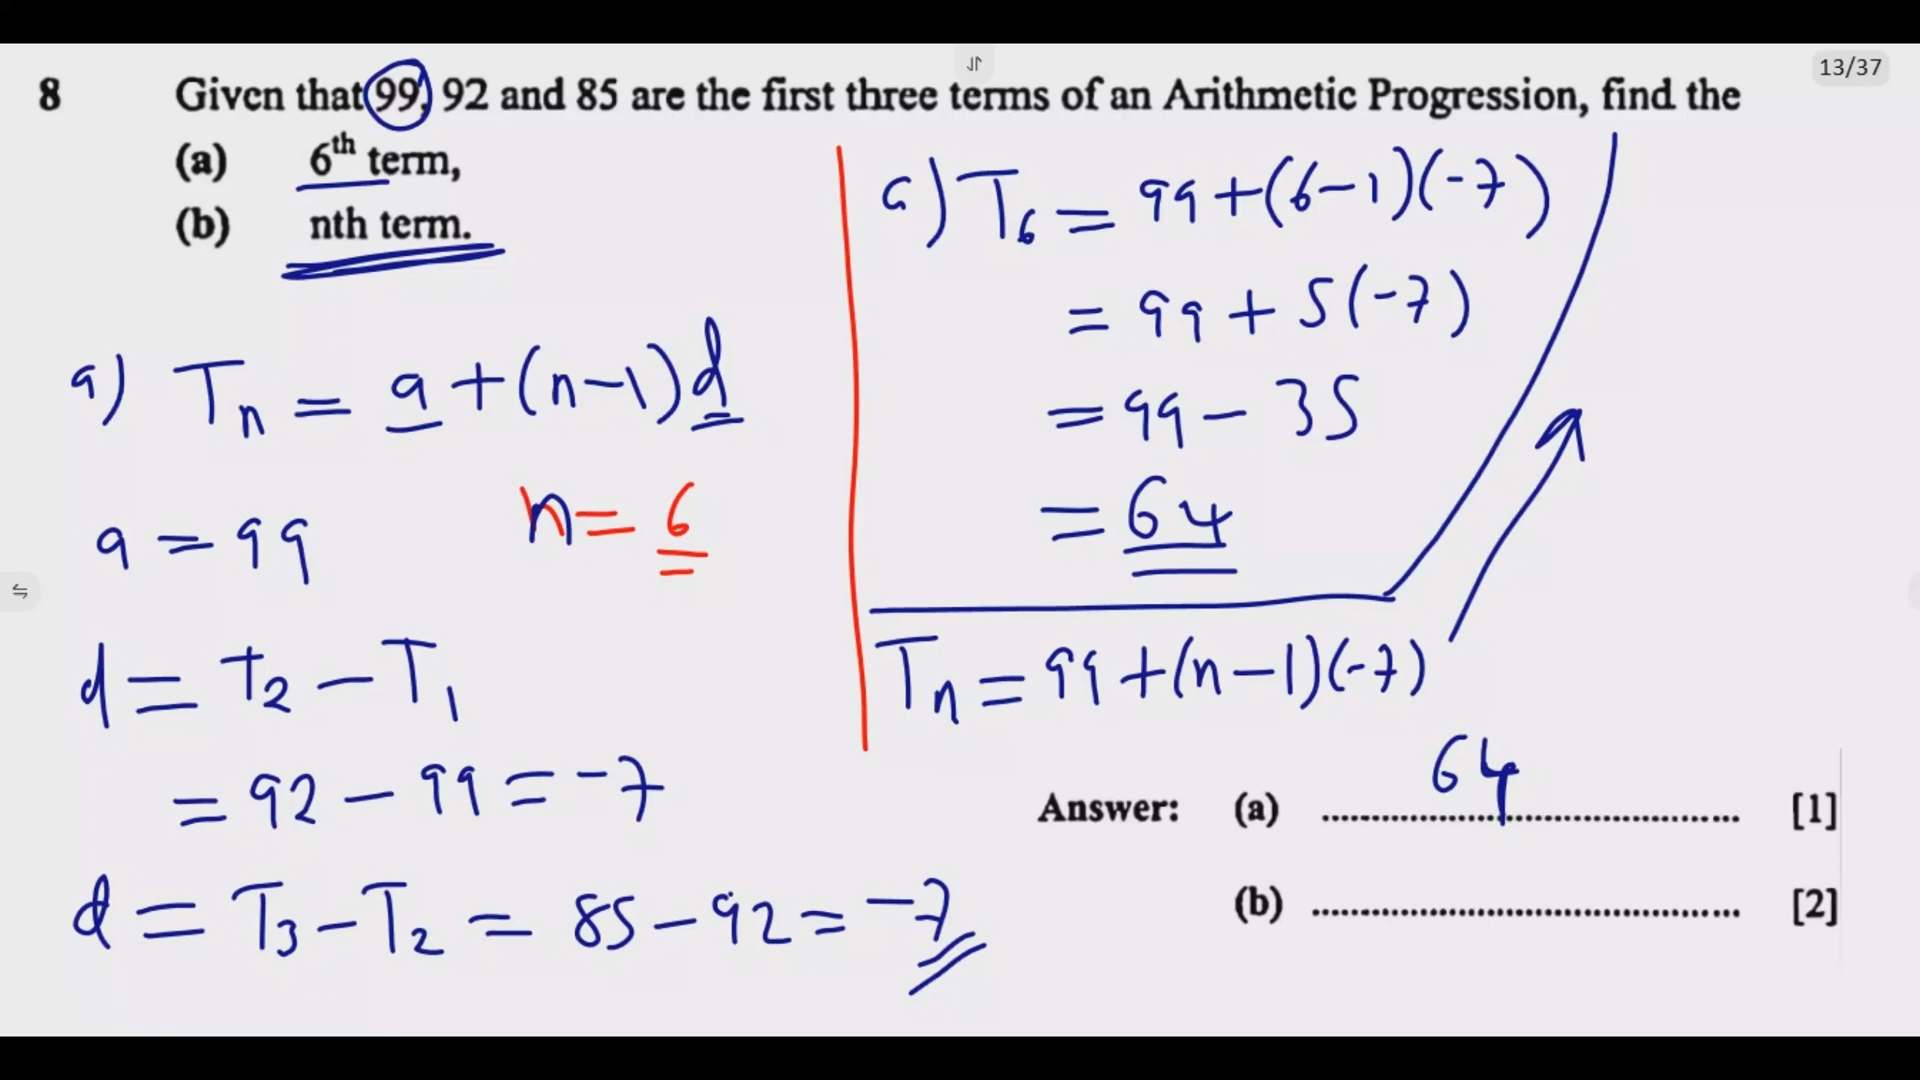 13/37
8 Given that 99, 92 and 85 are the first three terms of an Arithmetic Progression, find the
(a) 6th term,
(b) nth term.
a) Tn = a + (n-1)d
a = 99 n = 6
d = T2 - T1
= 92 - 99 = -7
d = T3 - T2 = 85 - 92 = -7
a) T6 = 99 + (6-1)(-7)
= 99 + 5(-7)
= 99 - 35
= 64
Tn = 99 + (n-1)(-7)
Answer: (a) 64 [1]
(b) [2]